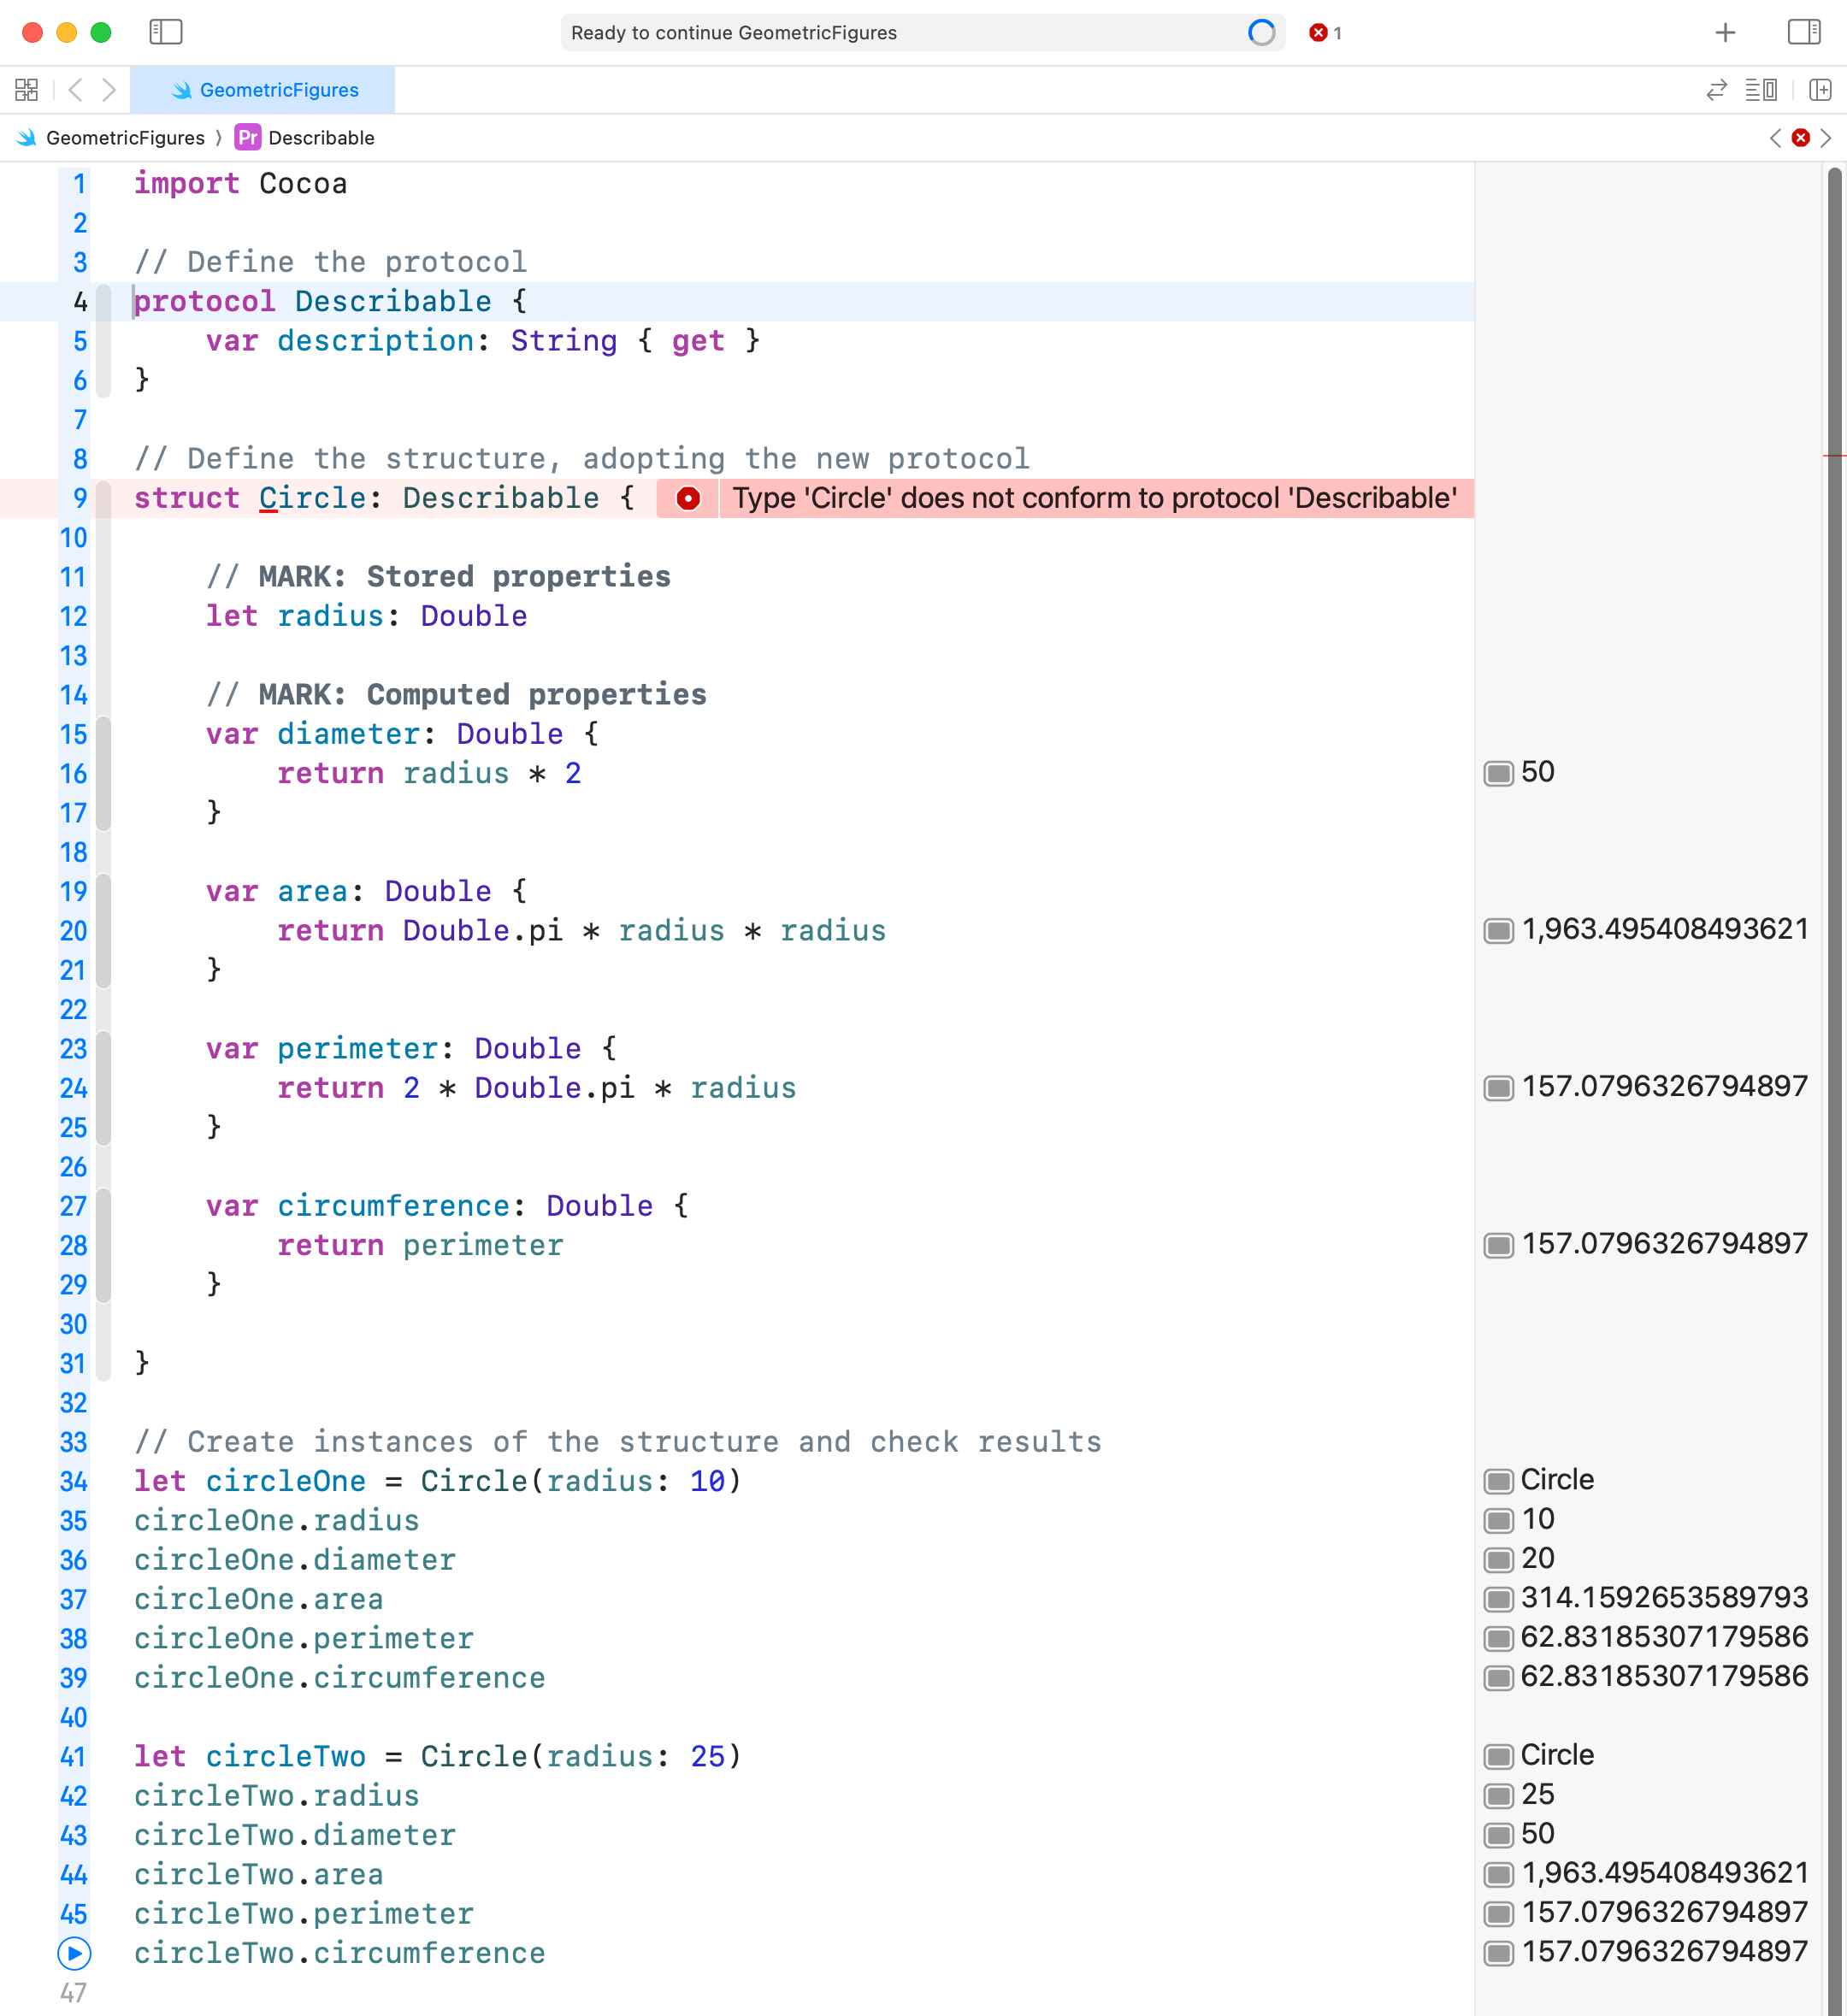 Ready to continue GeometricFigures 1
GeometricFigures
GeometricFigures 〉 Pr Describable
1 import Cocoa
2
3 // Define the protocol
4 protocol Describable {
5     var description: String { get }
6 }
7
8 // Define the structure, adopting the new protocol
9 struct Circle: Describable { Type 'Circle' does not conform to protocol 'Describable'
10
11     // MARK: Stored properties
12     let radius: Double
13
14     // MARK: Computed properties
15     var diameter: Double {
16         return radius * 2 50
17     }
18
19     var area: Double {
20         return Double.pi * radius * radius 1,963.495408493621
21     }
22
23     var perimeter: Double {
24         return 2 * Double.pi * radius 157.0796326794897
25     }
26
27     var circumference: Double {
28         return perimeter 157.0796326794897
29     }
30
31 }
32
33 // Create instances of the structure and check results
34 let circleOne = Circle(radius: 10) Circle
35 circleOne.radius 10
36 circleOne.diameter 20
37 circleOne.area 314.1592653589793
38 circleOne.perimeter 62.83185307179586
39 circleOne.circumference 62.83185307179586
40
41 let circleTwo = Circle(radius: 25) Circle
42 circleTwo.radius 25
43 circleTwo.diameter 50
44 circleTwo.area 1,963.495408493621
45 circleTwo.perimeter 157.0796326794897
circleTwo.circumference 157.0796326794897
47